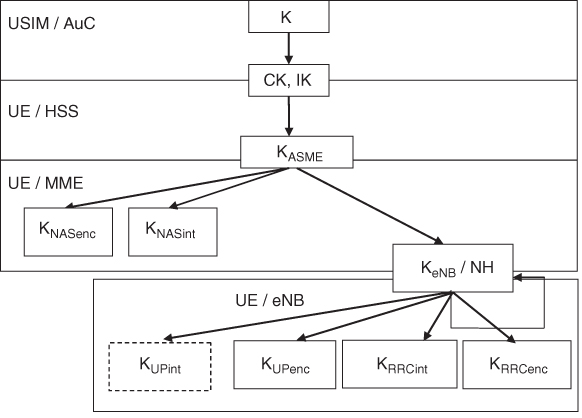 USIM / AuC
K
CK, IK
UE / HSS
KASME
UE / MME
KNASenc
KNASint
KeNB / NH
UE / eNB
KUPint
KUPenc
KRRCint
KRRCenc